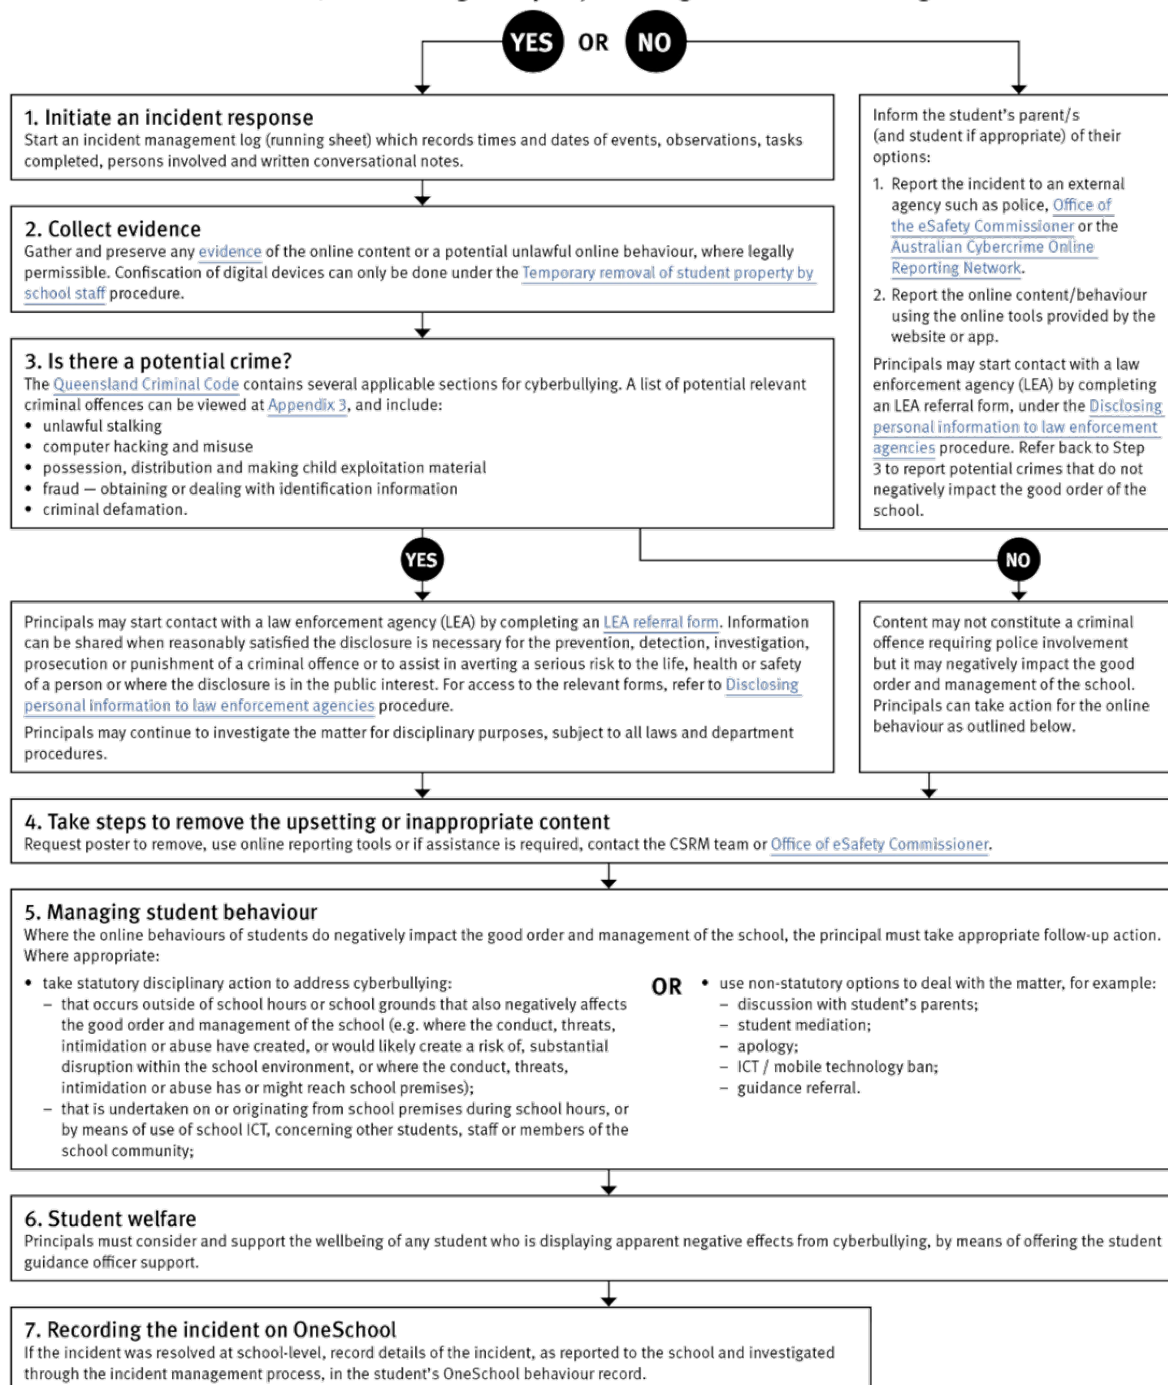 YES OR NO
1. Initiate an incident response
Start an incident management log (running sheet) which records times and dates of events, observations, tasks
completed, persons involved and written conversational notes.
Inform the student's parent/s
(and student if appropriate) of their
options:
1. Report the incident to an external
agency such as police, Office of
the eSafety Commissioner or the
Australian Cybercrime Online
Reporting Network.
2. Report the online content/behaviour
using the online tools provided by the
website or app.
Principals may start contact with a law
enforcement agency (LEA) by completing
an LEA referral form, under the Disclosing
personal information to law enforcement
agencies procedure. Refer back to Step
3 to report potential crimes that do not
negatively impact the good order of the
school.
2. Collect evidence
Gather and preserve any evidence of the online content or a potential unlawful online behaviour, where legally
permissible. Confiscation of digital devices can only be done under the Temporary removal of student property by
school staff procedure.
3. Is there a potential crime?
The Queensland Criminal Code contains several applicable sections for cyberbullying. A list of potential relevant
criminal offences can be viewed at Appendix 3, and include:
• unlawful stalking
• computer hacking and misuse
• possession, distribution and making child exploitation material
• fraud — obtaining or dealing with identification information
• criminal defamation.
YES
NO
Principals may start contact with a law enforcement agency (LEA) by completing an LEA referral form. Information
can be shared when reasonably satisfied the disclosure is necessary for the prevention, detection, investigation,
prosecution or punishment of a criminal offence or to assist in averting a serious risk to the life, health or safety
of a person or where the disclosure is in the public interest. For access to the relevant forms, refer to Disclosing
personal information to law enforcement agencies procedure.
Principals may continue to investigate the matter for disciplinary purposes, subject to all laws and department
procedures.
Content may not constitute a criminal
offence requiring police involvement
but it may negatively impact the good
order and management of the school.
Principals can take action for the online
behaviour as outlined below.
4. Take steps to remove the upsetting or inappropriate content
Request poster to remove, use online reporting tools or if assistance is required, contact the CSRM team or Office of eSafety Commissioner.
5. Managing student behaviour
Where the online behaviours of students do negatively impact the good order and management of the school, the principal must take appropriate follow-up action.
Where appropriate:
• take statutory disciplinary action to address cyberbullying:
– that occurs outside of school hours or school grounds that also negatively affects
the good order and management of the school (e.g. where the conduct, threats,
intimidation or abuse have created, or would likely create a risk of, substantial
disruption within the school environment, or where the conduct, threats,
intimidation or abuse has or might reach school premises);
– that is undertaken on or originating from school premises during school hours, or
by means of use of school ICT, concerning other students, staff or members of the
school community;
OR
• use non-statutory options to deal with the matter, for example:
– discussion with student's parents;
– student mediation;
– apology;
– ICT / mobile technology ban;
– guidance referral.
6. Student welfare
Principals must consider and support the wellbeing of any student who is displaying apparent negative effects from cyberbullying, by means of offering the student
guidance officer support.
7. Recording the incident on OneSchool
If the incident was resolved at school-level, record details of the incident, as reported to the school and investigated
through the incident management process, in the student's OneSchool behaviour record.